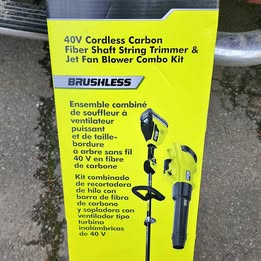 40V Cordless Carbon
Fiber Shaft String Trimmer &
Jet Fan Blower Combo Kit
BRUSHLESS
Ensemble combiné
de souffleur à
ventilateur
puissant
et de taille-
bordure
à arbre sans fil
40 V en fibre
de carbone
Kit combinado
de recortadora
de hilo con
barra de fibra
de carbono
y sopladora con
ventilador tipo
turbina
inalámbricas
de 40 V